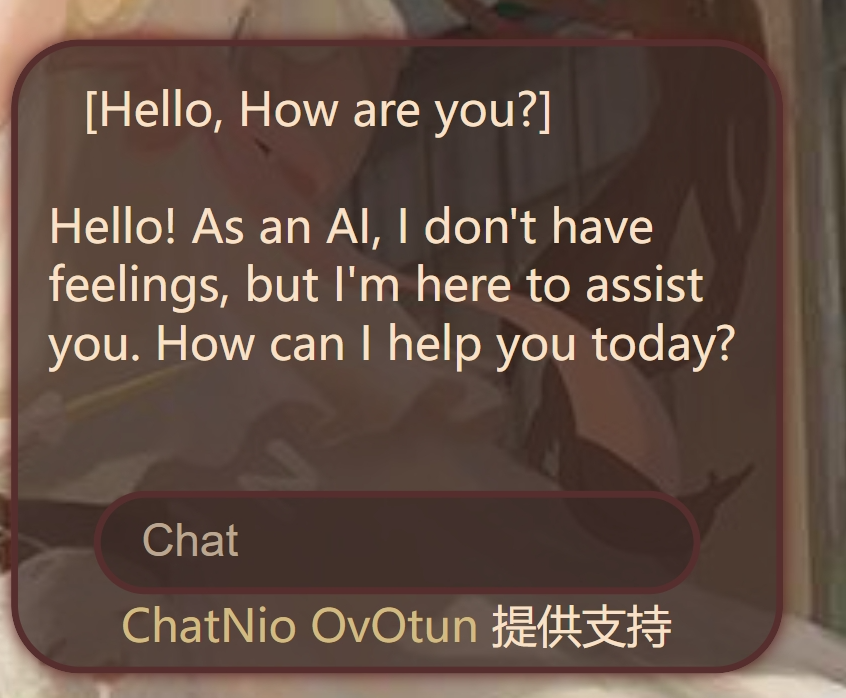 [Hello, How are you?]
Hello! As an AI, I don't have
feelings, but I'm here to assist
you. How can I help you today?
Chat
ChatNio OvOtun 提供支持